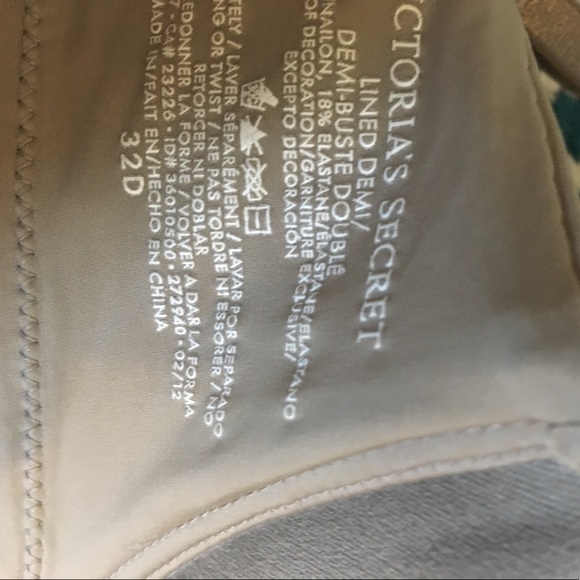 CTORIA'S SECRET
LINED DEMI/
DEMI-BUSTE DOUBLÉ
NAILON, 18% ELASTANE/ÉLASTANE/ELASTANO
OF DECORATION/GARNITURE EXCLUSIVE/
EXCEPTO DECORACIÓN
TELY / LAVER SÉPARÉMENT / LAVAR POR SEPARADO
NG OR TWIST / NE PAS TORDRE NI ESSORER / NO
RETORCER NI DOBLAR
EDONNER LA FORME / VOLVER A DAR LA FORMA
7 • CA# 23226 • ID# 36010500 • 272940 • 02/12
MADE IN/FAIT EN/HECHO EN CHINA
32D